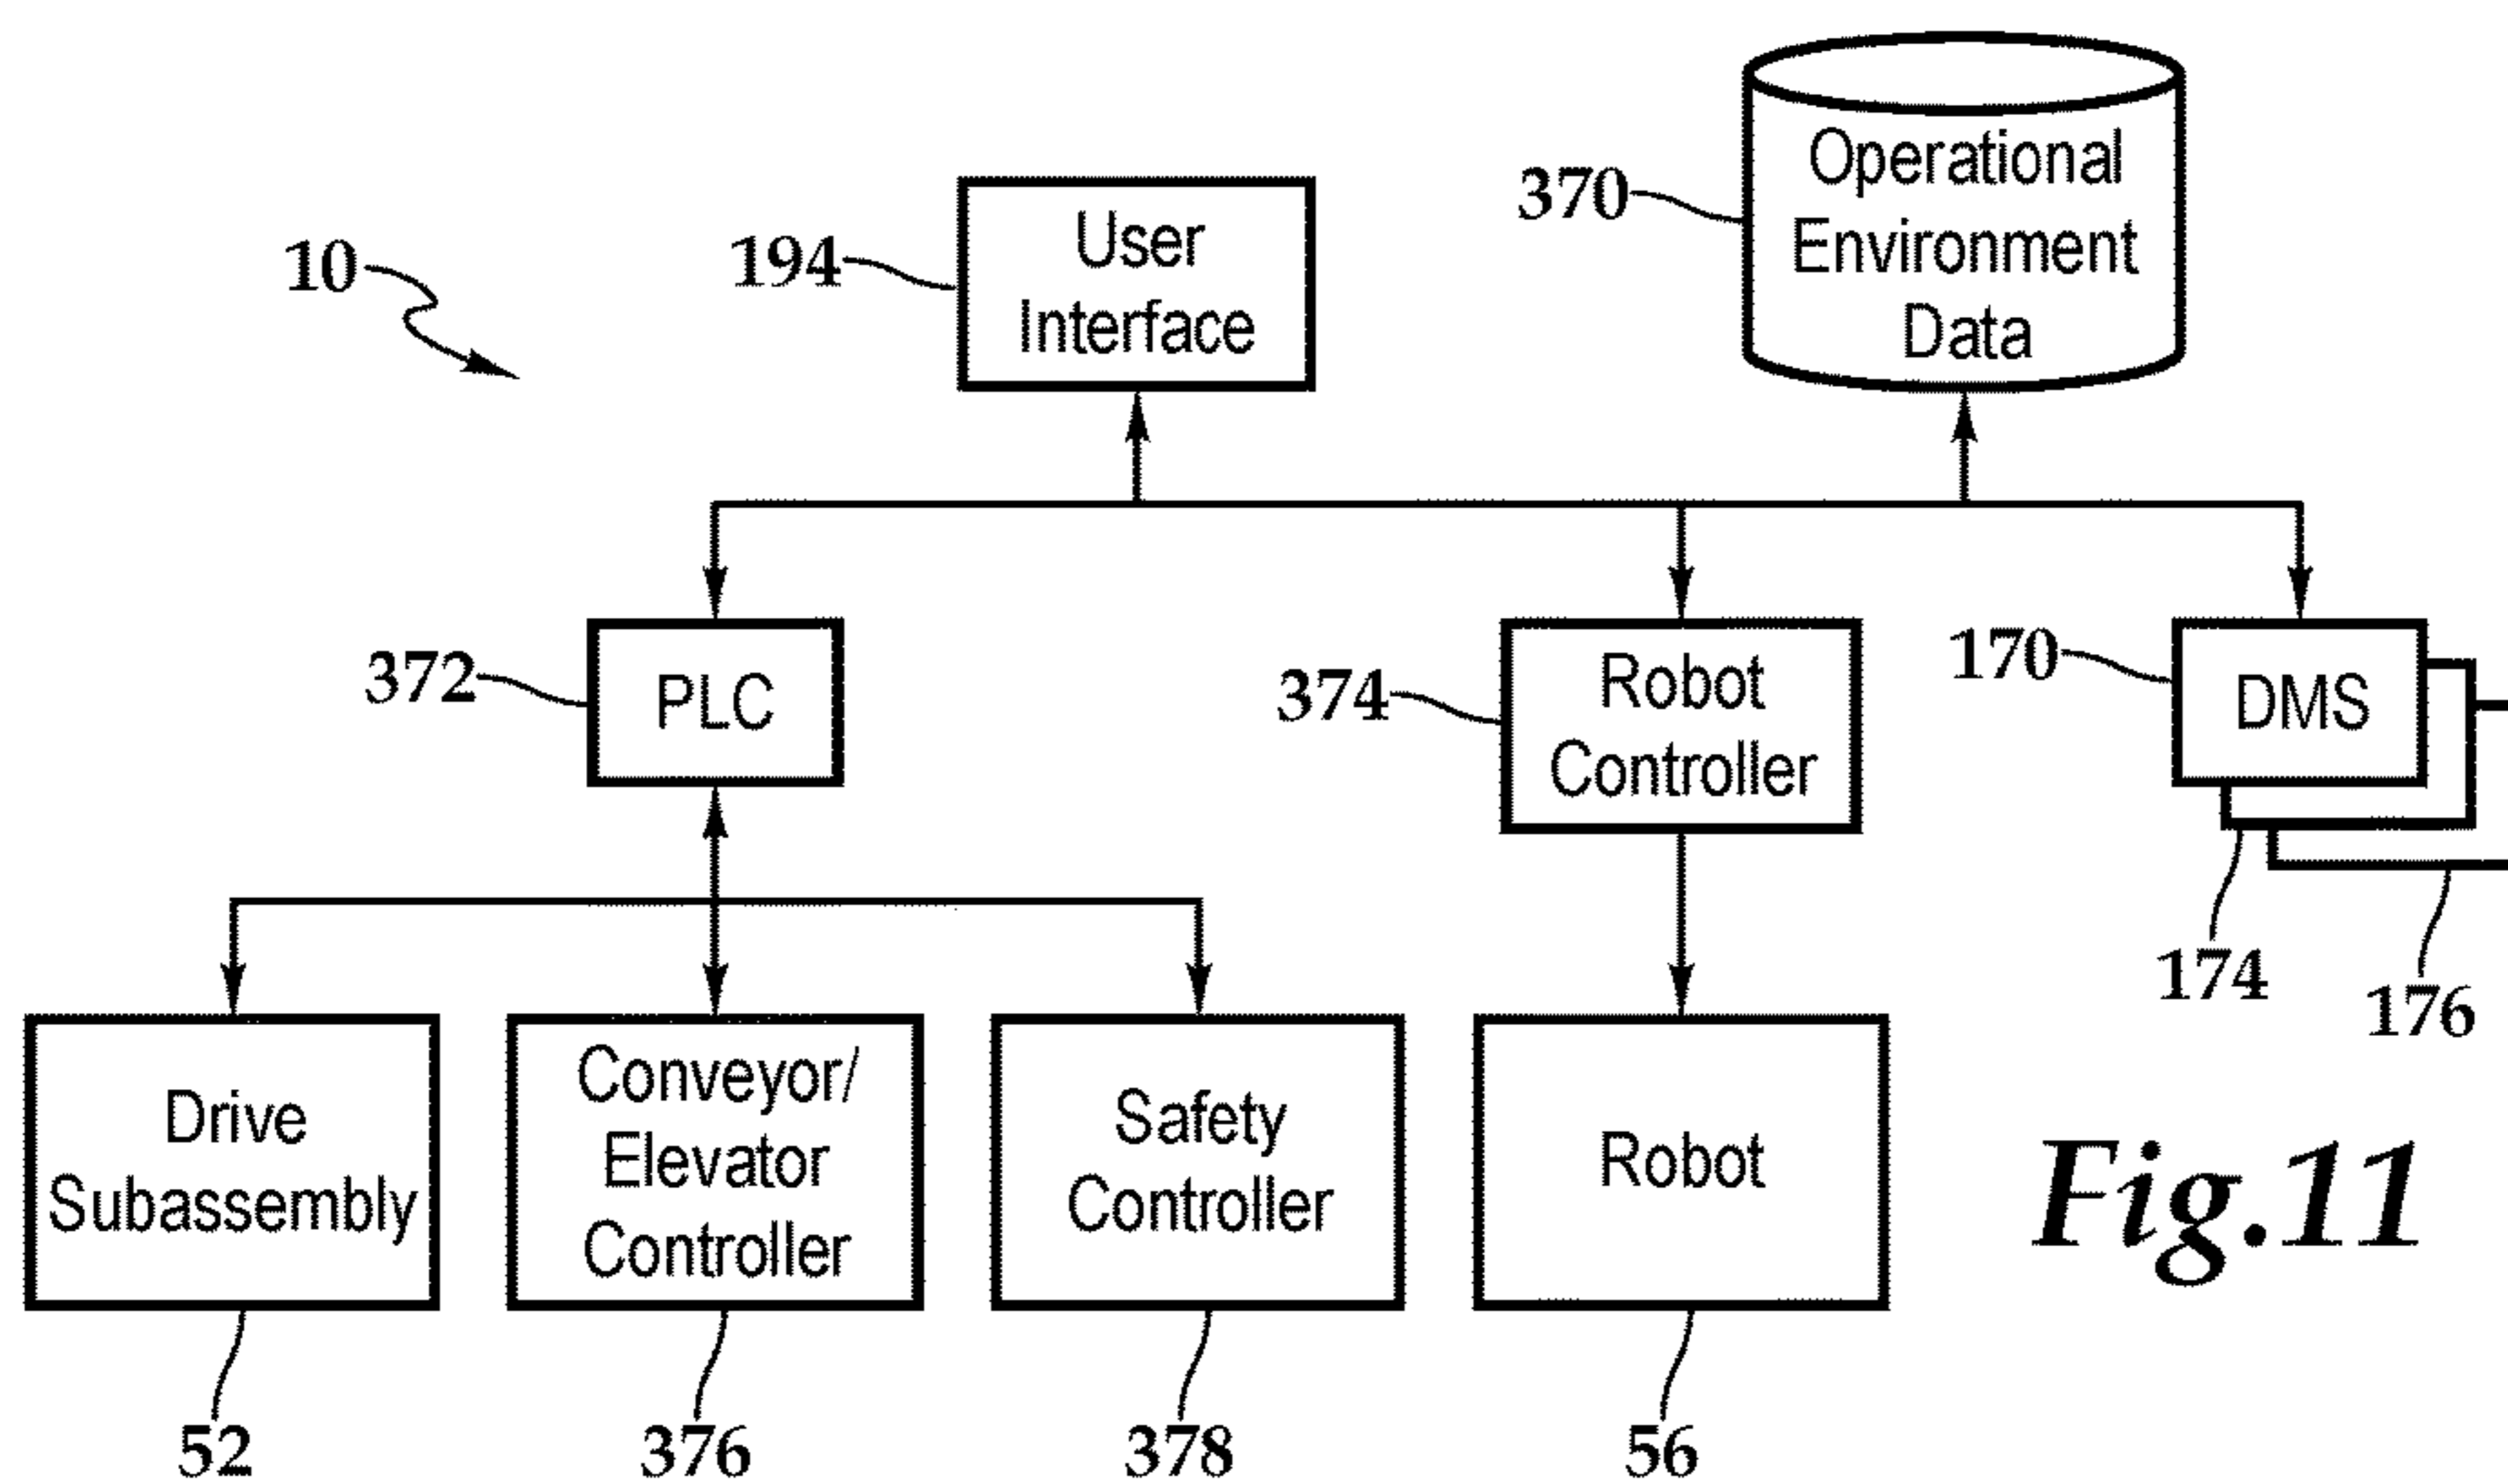 10
194
User
Interface
370
Operational
Environment
Data
372
PLC
374
Robot
Controller
170
DMS
174
176
Drive
Subassembly
52
Conveyor/
Elevator
Controller
376
Safety
Controller
378
Robot
56
Fig.11